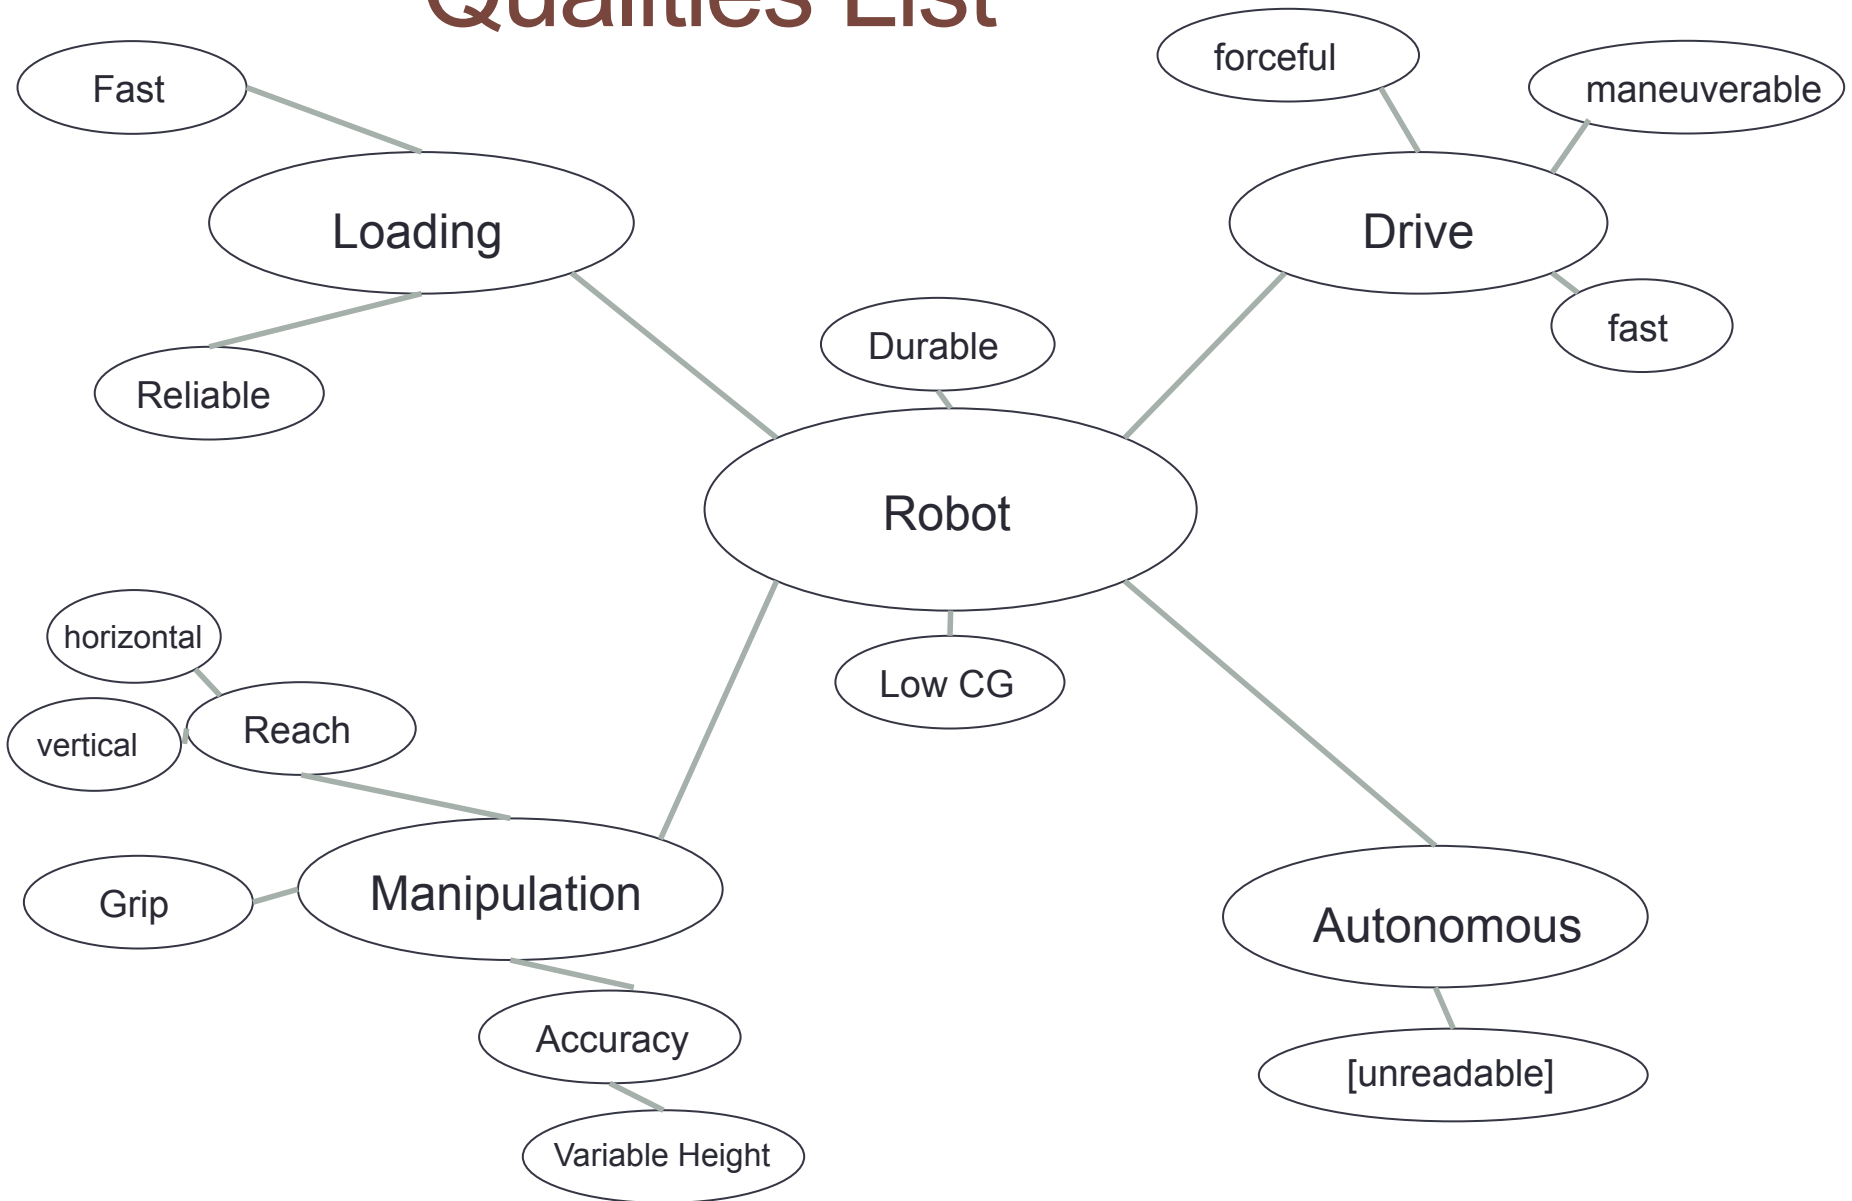 Qualities List
forceful
Fast
maneuverable
Loading
Drive
Durable
fast
Reliable
Robot
horizontal
Low CG
Reach
vertical
Manipulation
Grip
Autonomous
Accuracy
[unreadable]
Variable Height